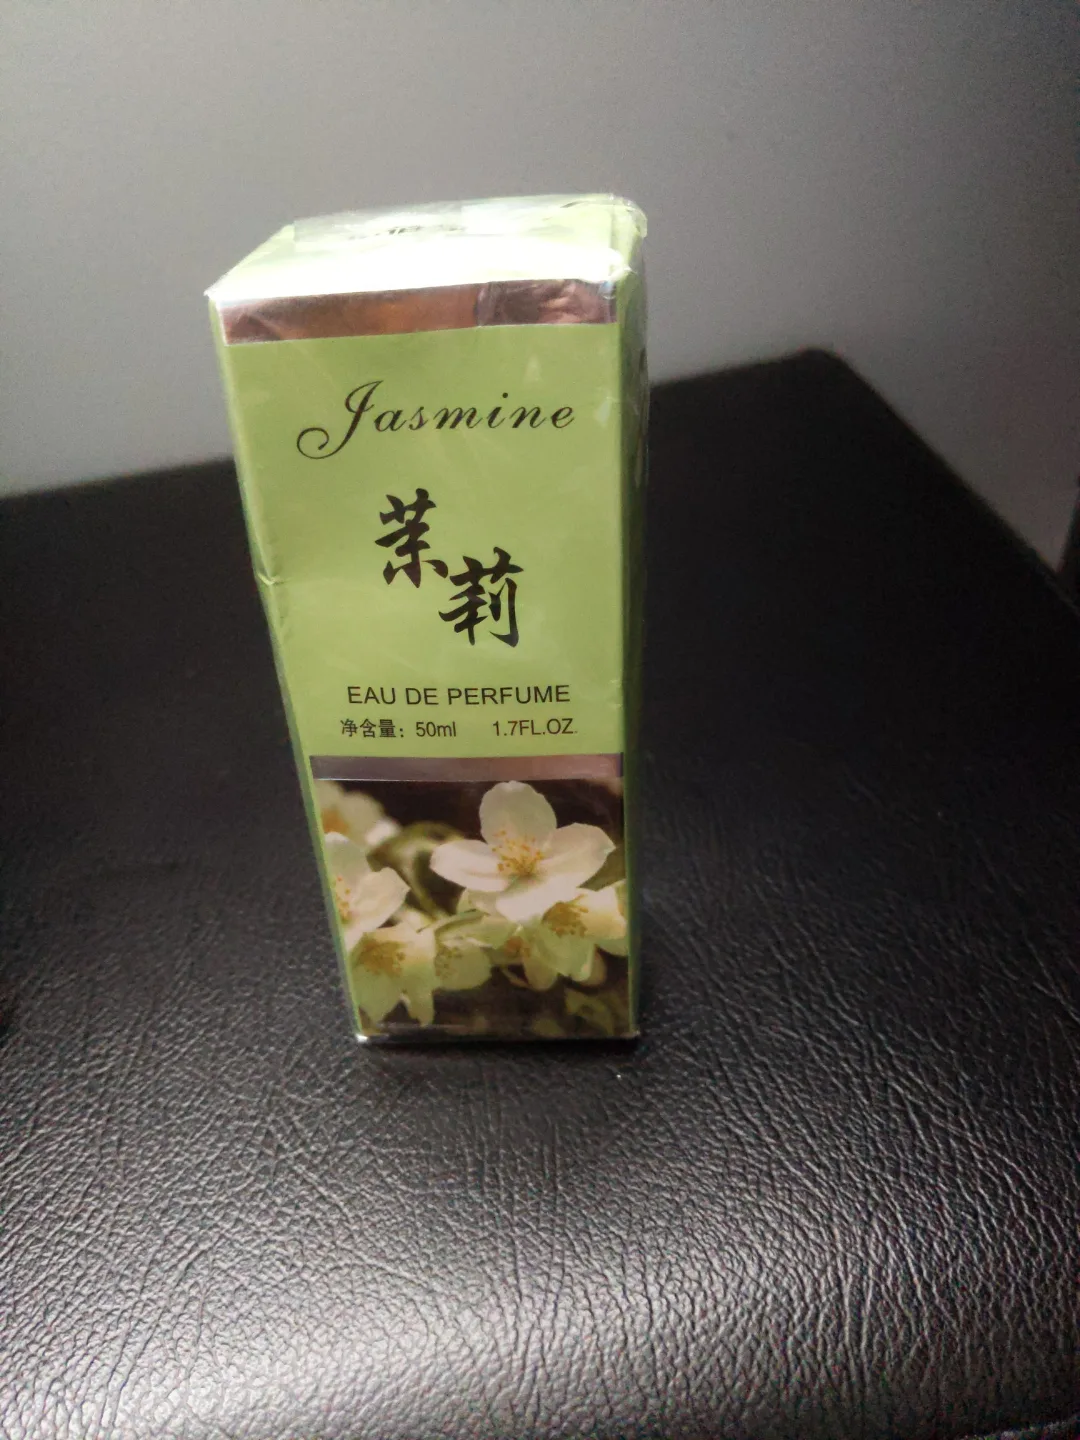 Jasmine
茉莉
EAU DE PERFUME
净含量：50ml 1.7FL.OZ.